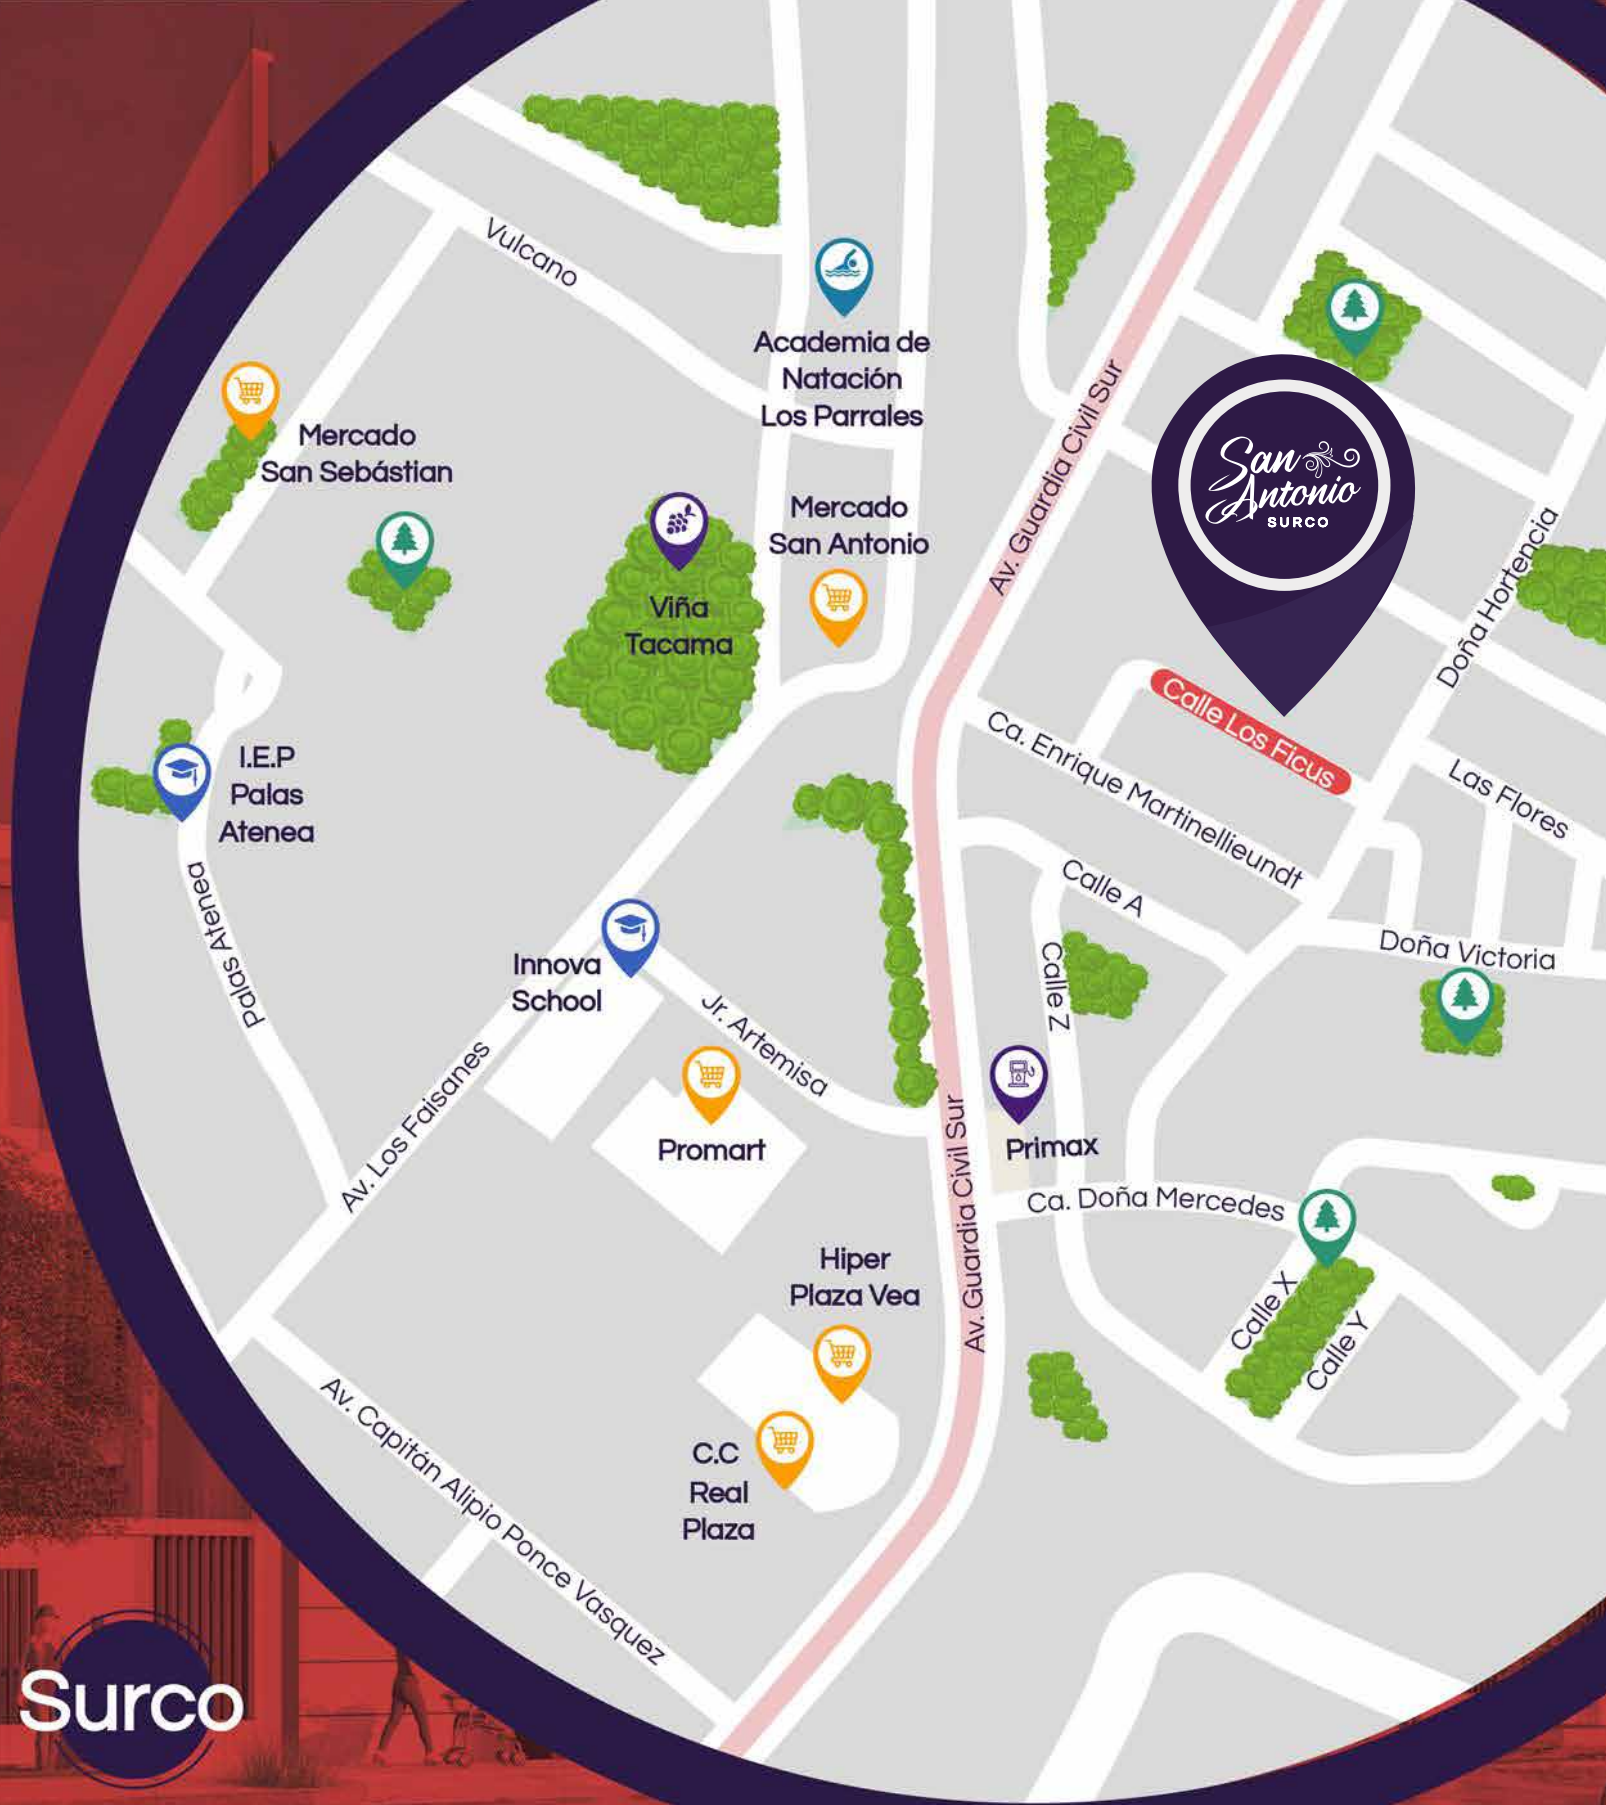 Vulcano
Academia de
Natación
Los Parrales
Av. Guardia Civil Sur
San
Antonio
SURCO
Mercado
San Sebástian
Mercado
San Antonio
Viña
Tacama
Doña Hortencia
Calle Los Ficus
Ca. Enrique Martinellieundt
Las Flores
I.E.P
Palas
Atenea
Palas Atenea
Calle A
Doña Victoria
Calle Z
Innova
School
Jr. Artemisa
Av. Los Faisanes
Promart
Primax
Av. Guardia Civil Sur
Ca. Doña Mercedes
Hiper
Plaza Vea
Calle X
Calle Y
C.C
Real
Plaza
Av. Capitán Alipio Ponce Vasquez
Surco